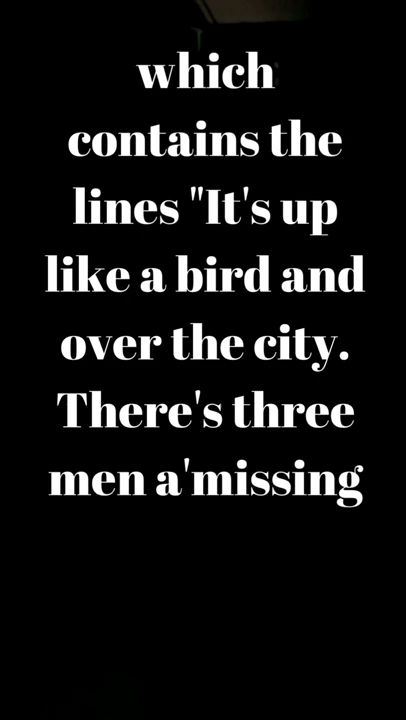 which
contains the
lines "It's up
like a bird and
over the city.
There's three
men a'missing